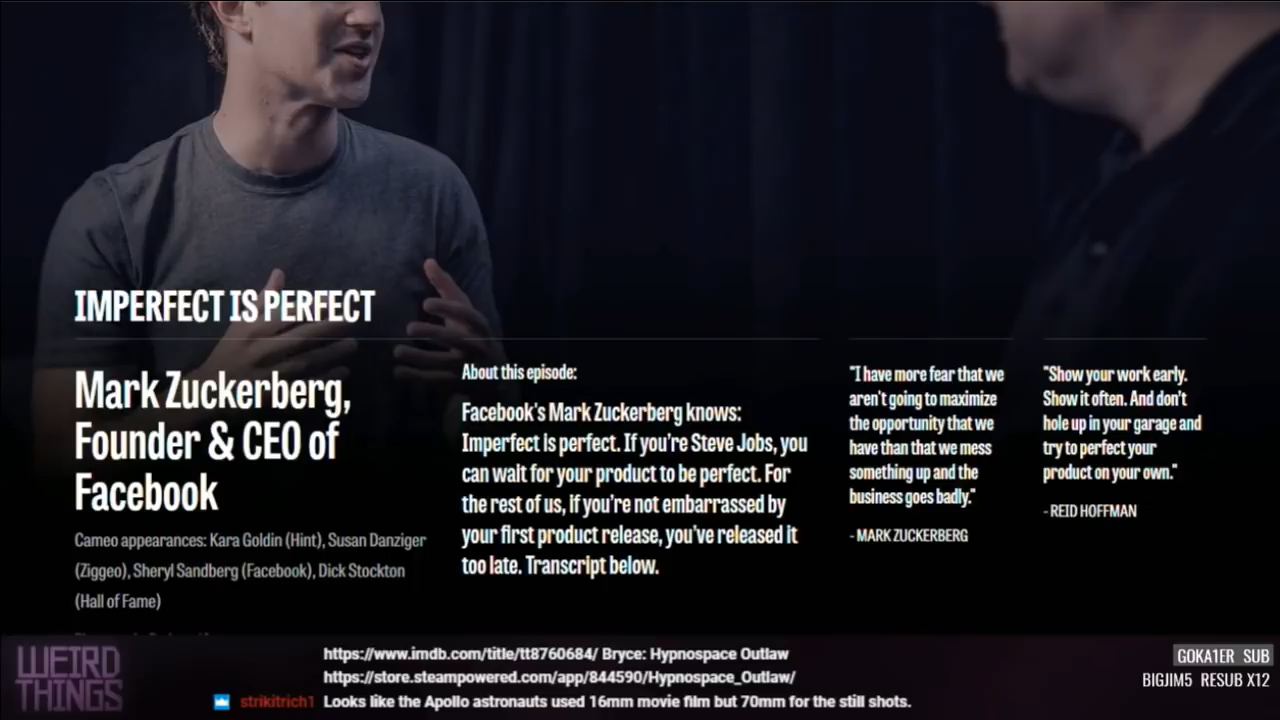 IMPERFECT IS PERFECT
Mark Zuckerberg,
Founder & CEO of
Facebook
Cameo appearances: Kara Goldin (Hint), Susan Danziger
(Ziggeo), Sheryl Sandberg (Facebook), Dick Stockton
(Hall of Fame)
About this episode:
Facebook's Mark Zuckerberg knows:
Imperfect is perfect. If you're Steve Jobs, you
can wait for your product to be perfect. For
the rest of us, if you're not embarrassed by
your first product release, you've released it
too late. Transcript below.
"I have more fear that we
aren't going to maximize
the opportunity that we
have than that we mess
something up and the
business goes badly."
- MARK ZUCKERBERG
"Show your work early.
Show it often. And don't
hole up in your garage and
try to perfect your
product on your own."
- REID HOFFMAN
WEIRD
THINGS
https://www.imdb.com/title/tt8760684/ Bryce: Hypnospace Outlaw
https://store.steampowered.com/app/844590/Hypnospace_Outlaw/
strikitrich1 Looks like the Apollo astronauts used 16mm movie film but 70mm for the still shots.
GOKA1ER SUB
BIGJIM5 RESUB X12